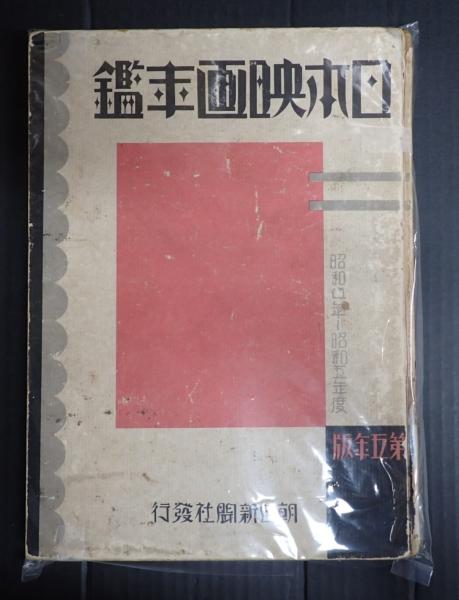 日本映画年鑑
昭和四年—昭和五年度
第五年版
朝日新聞社發行